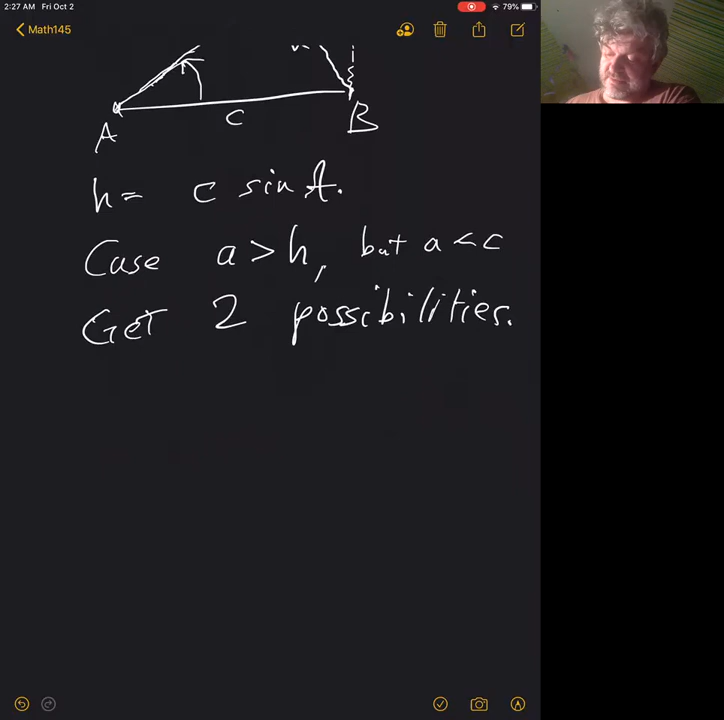 2:27 AM Fri Oct 2
79%
Math145
A
c
B
h = c sin A.
Case a > h, but a < c
Get 2 possibilities.